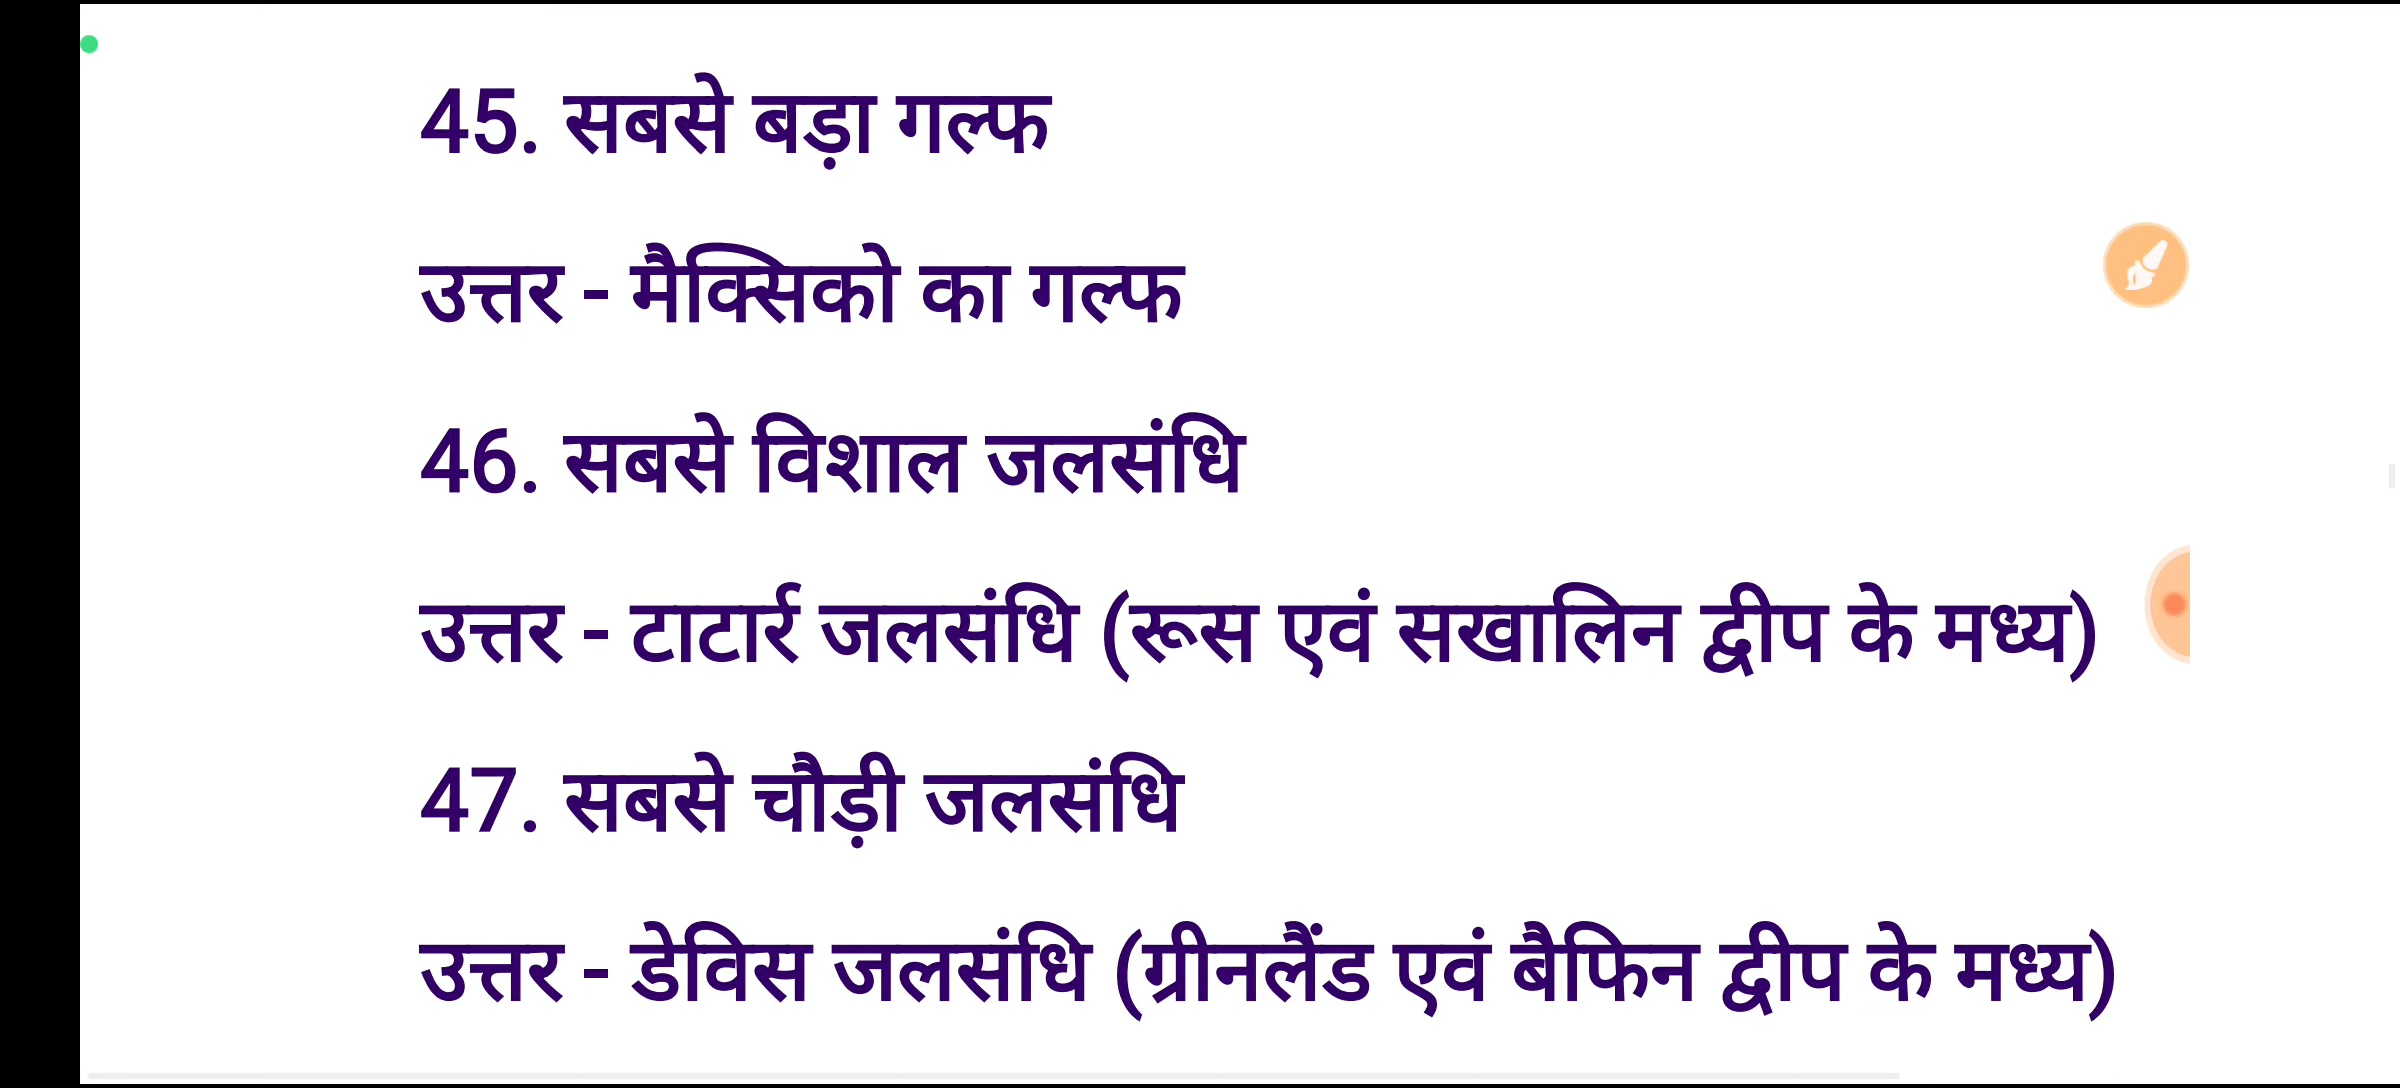 45. सबसे बड़ा गल्फ
उत्तर - मैक्सिको का गल्फ
46. सबसे विशाल जलसंधि
उत्तर - टाटार्र जलसंधि (रूस एवं सखालिन द्वीप के मध्य)
47. सबसे चौड़ी जलसंधि
उत्तर - डेविस जलसंधि (ग्रीनलैंड एवं बैफिन द्वीप के मध्य)